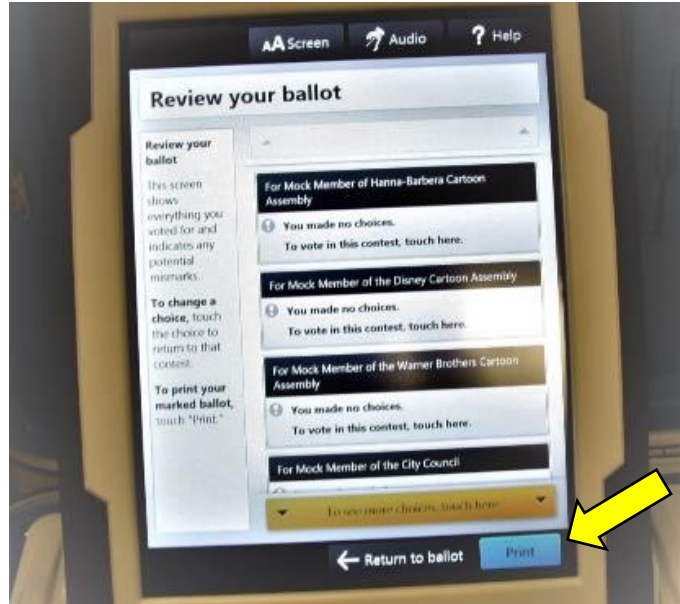 AA Screen
Audio
? Help
Review your ballot
Review your
ballot
This screen
shows
everything you
voted for and
indicates any
potential
mismarks.
To change a
choice, touch
the choice to
return to that
contest.
To print your
marked ballot,
touch "Print."
For Mock Member of Hanna-Barbera Cartoon
Assembly
You made no choices.
To vote in this contest, touch here.
For Mock Member of the Disney Cartoon Assembly
You made no choices.
To vote in this contest, touch here.
For Mock Member of the Warner Brothers Cartoon
Assembly
You made no choices.
To vote in this contest, touch here.
For Mock Member of the City Council
To see more choices, touch here
Return to ballot
Print